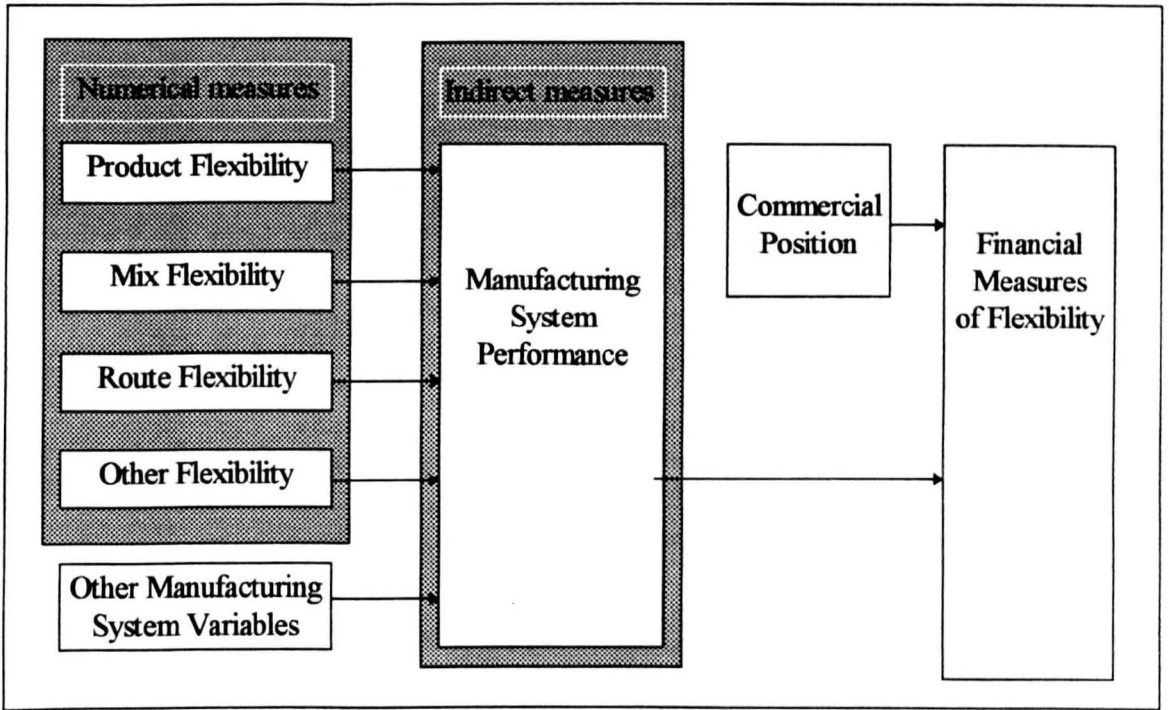 Numerical measures
Product Flexibility
Mix Flexibility
Route Flexibility
Other Flexibility
Other Manufacturing
System Variables
Indirect measures
Manufacturing
System
Performance
Commercial
Position
Financial
Measures
of Flexibility